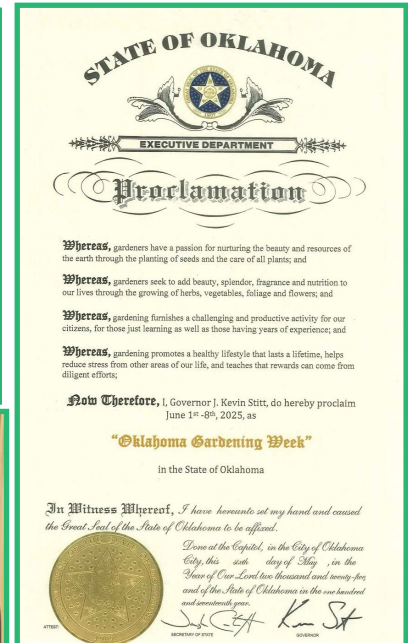 STATE OF OKLAHOMA
EXECUTIVE DEPARTMENT
Proclamation
Whereas, gardeners have a passion for nurturing the beauty and resources of
the earth through the planting of seeds and the care of all plants; and
Whereas, gardeners seek to add beauty, splendor, fragrance and nutrition to
our lives through the growing of herbs, vegetables, foliage and flowers; and
Whereas, gardening furnishes a challenging and productive activity for our
citizens, for those just learning as well as those having years of experience; and
Whereas, gardening promotes a healthy lifestyle that lasts a lifetime, helps
reduce stress from other areas of our life, and teaches that rewards can come from
diligent efforts;
Now Therefore, I, Governor J. Kevin Stitt, do hereby proclaim
June 1st -8th, 2025, as
"Oklahoma Gardening Week"
in the State of Oklahoma
In Witness Whereof, I have hereunto set my hand and caused
the Great Seal of the State of Oklahoma to be affixed.
Done at the Capitol, in the City of Oklahoma
City, this sixth day of May , in the
Year of Our Lord two thousand and twenty-five
and of the State of Oklahoma in the one hundred
and seventeenth year.
ATTEST:
SECRETARY OF STATE
GOVERNOR